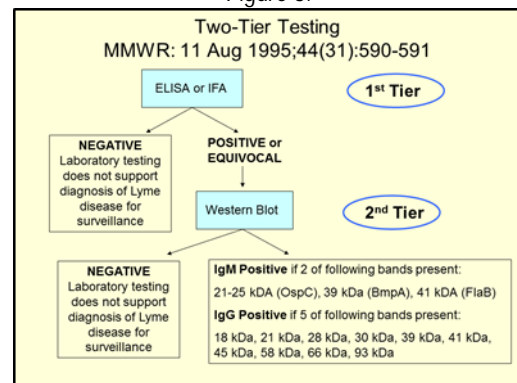 Two-Tier Testing
MMWR: 11 Aug 1995;44(31):590-591
ELISA or IFA
1st Tier
NEGATIVE
Laboratory testing
does not support
diagnosis of Lyme
disease for
surveillance
POSITIVE or
EQUIVOCAL
Western Blot
2nd Tier
NEGATIVE
Laboratory testing
does not support
diagnosis of Lyme
disease for
surveillance
IgM Positive if 2 of following bands present:
21-25 kDA (OspC), 39 kDa (BmpA), 41 kDA (FlaB)
IgG Positive if 5 of following bands present:
18 kDa, 21 kDa, 28 kDa, 30 kDa, 39 kDa, 41 kDa,
45 kDa, 58 kDa, 66 kDa, 93 kDa